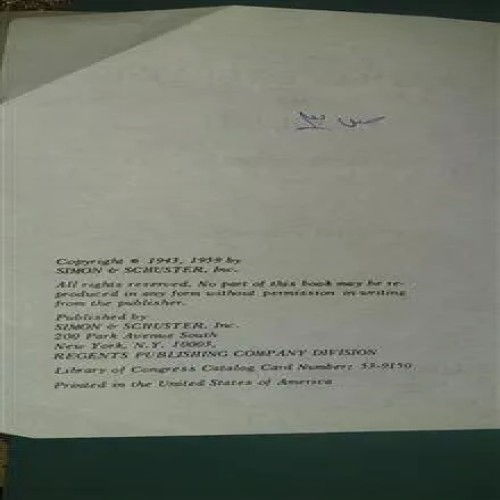 Copyright © 1943, 1959 by
SIMON & SCHUSTER, Inc.
All rights reserved. No part of this book may be re-
produced in any form without permission in writing
from the publisher.
Published by
SIMON & SCHUSTER, Inc.
200 Park Avenue South
New York, N.Y. 10003,
REGENTS PUBLISHING COMPANY DIVISION
Library of Congress Catalog Card Number: 53-9150
Printed in the United States of America